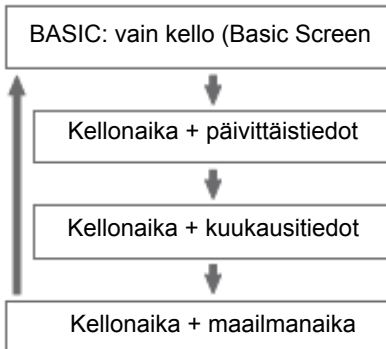 BASIC: vain kello (Basic Screen
Kellonaika + päivittäistiedot
Kellonaika + kuukausitiedot
Kellonaika + maailmanaika